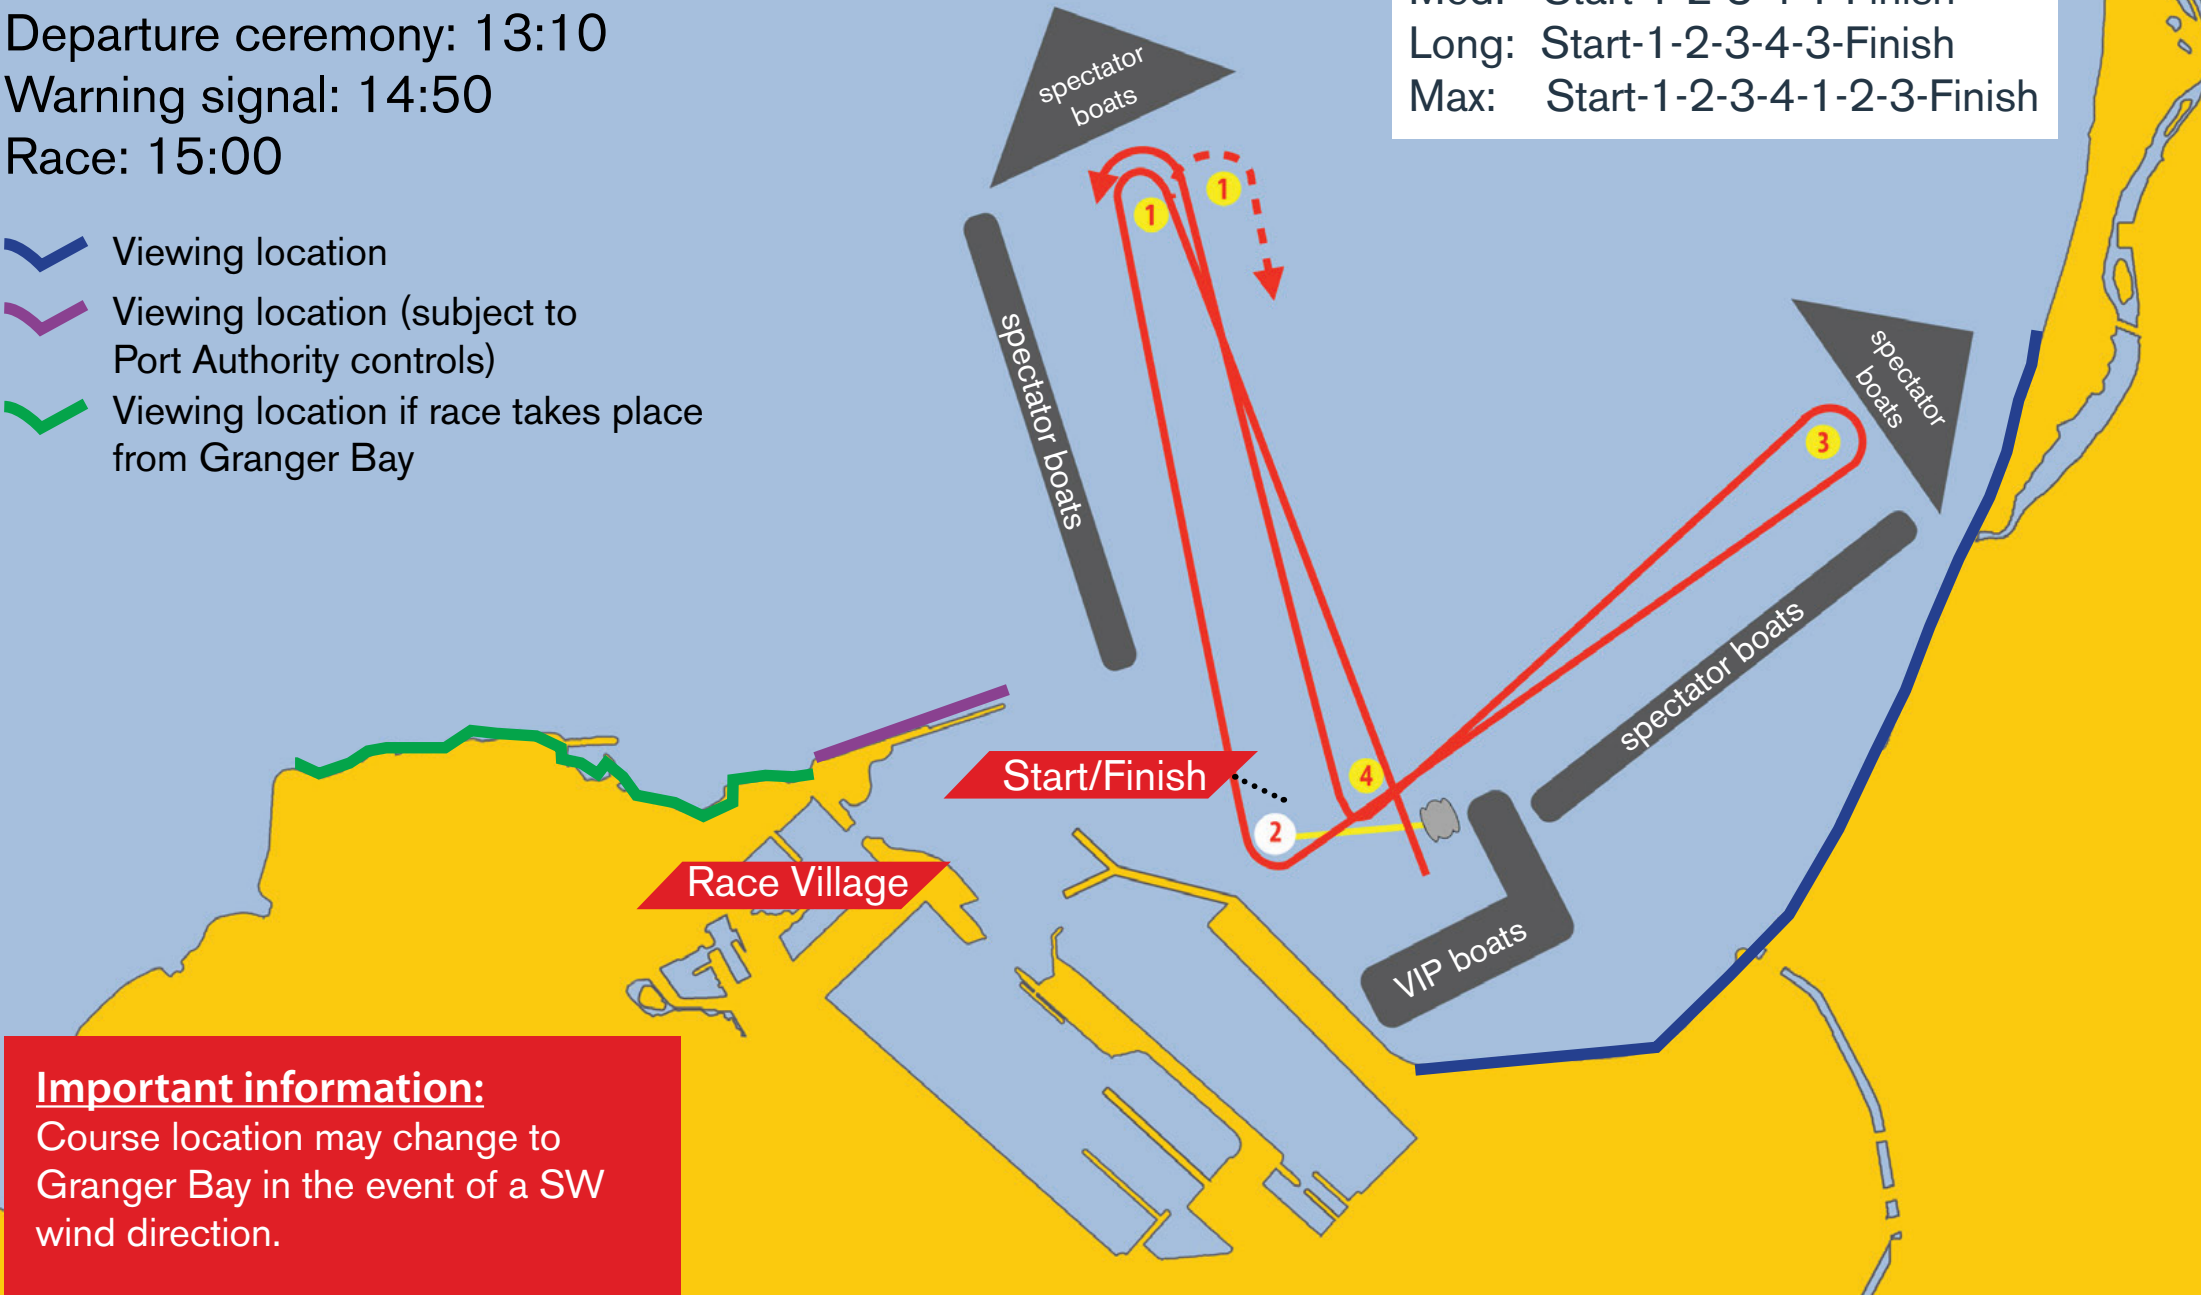 Departure ceremony: 13:10
Warning signal: 14:50
Race: 15:00
Viewing location
Viewing location (subject to
Port Authority controls)
Viewing location if race takes place
from Granger Bay
Long: Start-1-2-3-4-3-Finish
Max: Start-1-2-3-4-1-2-3-Finish
spectator
boats
1
1
spectator boats
spectator
boats
3
spectator boats
Start/Finish
4
2
Race Village
VIP boats
Important information:
Course location may change to
Granger Bay in the event of a SW
wind direction.